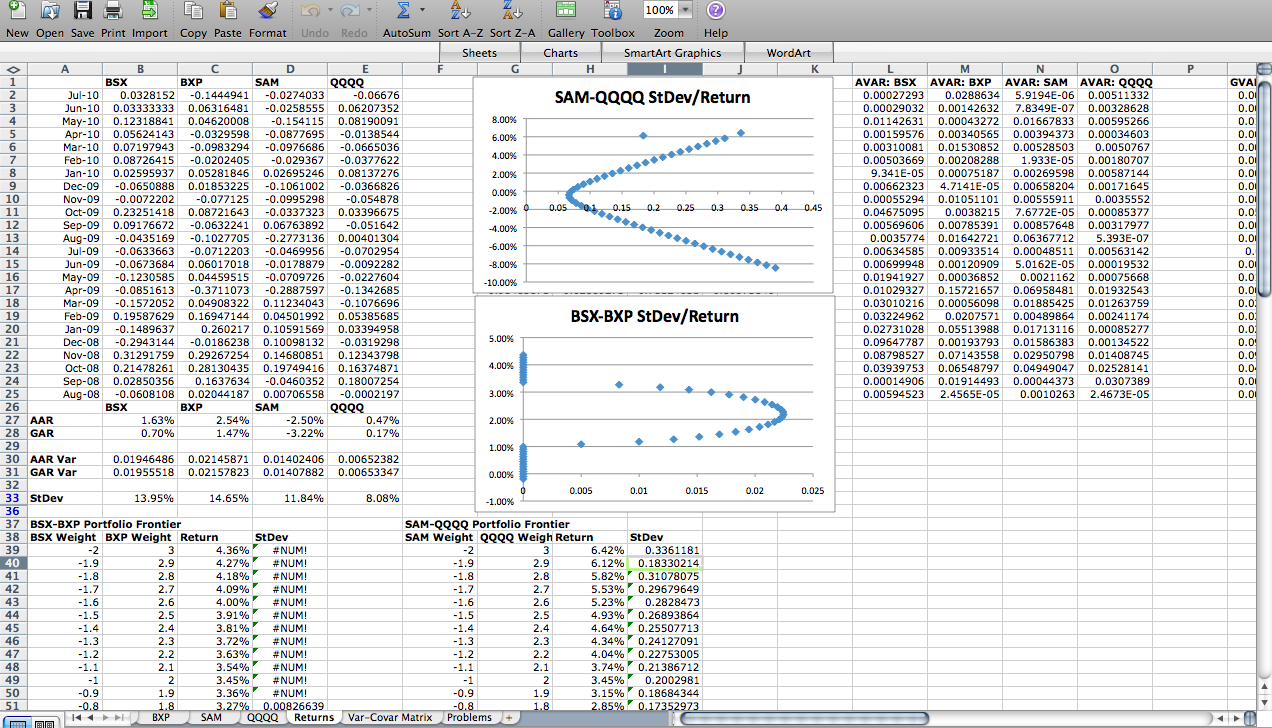 New Open Save Print Import Copy Paste Format Undo Redo AutoSum Sort A-Z Sort Z-A Gallery Toolbox 100% Zoom Help
Sheets Charts SmartArt Graphics WordArt
A B C D E F G H I J K L M N O P
1 BSX BXP SAM QQQQ
2 Jul-10 0.0328152 -0.1444941 -0.0274033 -0.06676
3 Jun-10 0.03333333 0.06316481 -0.0258555 0.06207352
4 May-10 0.12318841 0.04620008 -0.154115 0.08190091
5 Apr-10 0.05624143 -0.0329598 -0.0877695 -0.0138544
6 Mar-10 0.07197943 -0.0983294 -0.0976686 -0.0665036
7 Feb-10 0.08726415 -0.0202405 -0.029367 -0.0377622
8 Jan-10 0.02595937 0.05281846 0.02695246 0.08137276
9 Dec-09 -0.0650888 0.01853225 -0.1061002 -0.0366826
10 Nov-09 -0.0072202 -0.077125 -0.0995298 -0.054878
11 Oct-09 0.23251418 0.08721643 -0.0337323 0.03396675
12 Sep-09 0.09176672 -0.0632241 0.06763892 -0.051642
13 Aug-09 -0.0435169 -0.1027705 -0.2773136 0.00401304
14 Jul-09 -0.0633663 -0.0712203 -0.0469956 -0.0702954
15 Jun-09 -0.0673684 0.06017018 -0.0178879 -0.0092282
16 May-09 -0.1230585 0.04459515 -0.0709726 -0.0227604
17 Apr-09 -0.0851613 -0.3711073 -0.2887597 -0.1342685
18 Mar-09 -0.1572052 0.04908322 0.11234043 -0.1076696
19 Feb-09 0.19587629 0.16947144 0.04501992 0.05385685
20 Jan-09 -0.1489637 0.260217 0.10591569 0.03394958
21 Dec-08 -0.2943144 -0.0186238 0.10098132 -0.0319298
22 Nov-08 0.31291759 0.29267254 0.14680851 0.12343798
23 Oct-08 0.21478261 0.28130435 0.19749416 0.16374871
24 Sep-08 0.02850356 0.1637634 -0.0460352 0.18007254
25 Aug-08 -0.0608108 0.02044187 0.00706558 -0.0002197
26 BSX BXP SAM QQQQ
27 AAR 1.63% 2.54% -2.50% 0.47%
28 GAR 0.70% 1.47% -3.22% 0.17%
29
30 AAR Var 0.01946486 0.02145871 0.01402406 0.00652382
31 GAR Var 0.01955518 0.02157823 0.01407882 0.00653347
32
33 StDev 13.95% 14.65% 11.84% 8.08%
36
SAM-QQQQ StDev/Return
8.00%
6.00%
4.00%
2.00%
0.00%
-2.00% 0 0.05 0.1 0.15 0.2 0.25 0.3 0.35 0.4 0.45
-4.00%
-6.00%
-8.00%
-10.00%
BSX-BXP StDev/Return
5.00%
4.00%
3.00%
2.00%
1.00%
0.00%
0 0.005 0.01 0.015 0.02 0.025
-1.00%
AVAR: BSX AVAR: BXP AVAR: SAM AVAR: QQQQ
0.00027293 0.0288634 5.9194E-06 0.00511332
0.00029032 0.00142632 7.8349E-07 0.00328628
0.01142631 0.00043272 0.01667833 0.00595266
0.00159576 0.00340565 0.00394373 0.00034603
0.00310081 0.01530852 0.00528503 0.0050767
0.00503669 0.00208288 1.933E-05 0.00180707
9.341E-05 0.00075187 0.00269598 0.00587144
0.00662323 4.7141E-05 0.00658204 0.00171645
0.00055294 0.01051101 0.00555911 0.0035552
0.04675095 0.0038215 7.6772E-05 0.00085377
0.00569606 0.00785391 0.00857648 0.00317977
0.0035774 0.01642721 0.06367712 5.393E-07
0.00634585 0.00933514 0.00048511 0.00563142
0.00699948 0.00120909 5.0162E-05 0.00019532
0.01941927 0.00036852 0.0021162 0.00075668
0.01029327 0.15721657 0.06958481 0.01932543
0.03010216 0.00056098 0.01885425 0.01263759
0.03224962 0.0207571 0.00489864 0.00241174
0.02731028 0.05513988 0.01713116 0.00085277
0.09647787 0.00193793 0.01586383 0.00134522
0.08798527 0.07143558 0.02950798 0.01408745
0.03939753 0.06548797 0.04949047 0.02528141
0.00014906 0.01914493 0.00044373 0.0307389
0.00594523 2.4565E-05 0.0010263 2.4673E-05
37 BSX-BXP Portfolio Frontier SAM-QQQQ Portfolio Frontier
38 BSX Weight BXP Weight Return StDev SAM Weight QQQQ Weigh Return StDev
39 -2 3 4.36% #NUM! -2 3 6.42% 0.3361181
40 -1.9 2.9 4.27% #NUM! -1.9 2.9 6.12% 0.18330214
41 -1.8 2.8 4.18% #NUM! -1.8 2.8 5.82% 0.31078075
42 -1.7 2.7 4.09% #NUM! -1.7 2.7 5.53% 0.29679649
43 -1.6 2.6 4.00% #NUM! -1.6 2.6 5.23% 0.2828473
44 -1.5 2.5 3.91% #NUM! -1.5 2.5 4.93% 0.26893864
45 -1.4 2.4 3.81% #NUM! -1.4 2.4 4.64% 0.25507713
46 -1.3 2.3 3.72% #NUM! -1.3 2.3 4.34% 0.24127091
47 -1.2 2.2 3.63% #NUM! -1.2 2.2 4.04% 0.22753005
48 -1.1 2.1 3.54% #NUM! -1.1 2.1 3.74% 0.21386712
49 -1 2 3.45% #NUM! -1 2 3.45% 0.2002981
50 -0.9 1.9 3.36% #NUM! -0.9 1.9 3.15% 0.18684344
51 -0.8 1.8 3.27% 0.00826639 -0.8 1.8 2.85% 0.17352973
BXP SAM QQQQ Returns Var-Covar Matrix Problems +